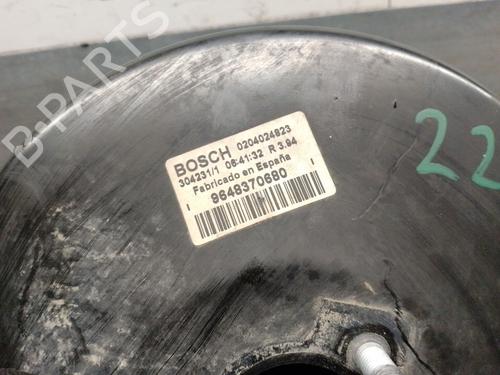 B-PARTS
BOSCH 0204024823
304231/1 06:41:32 R 3.94
Fabricado en España
9648370680
22